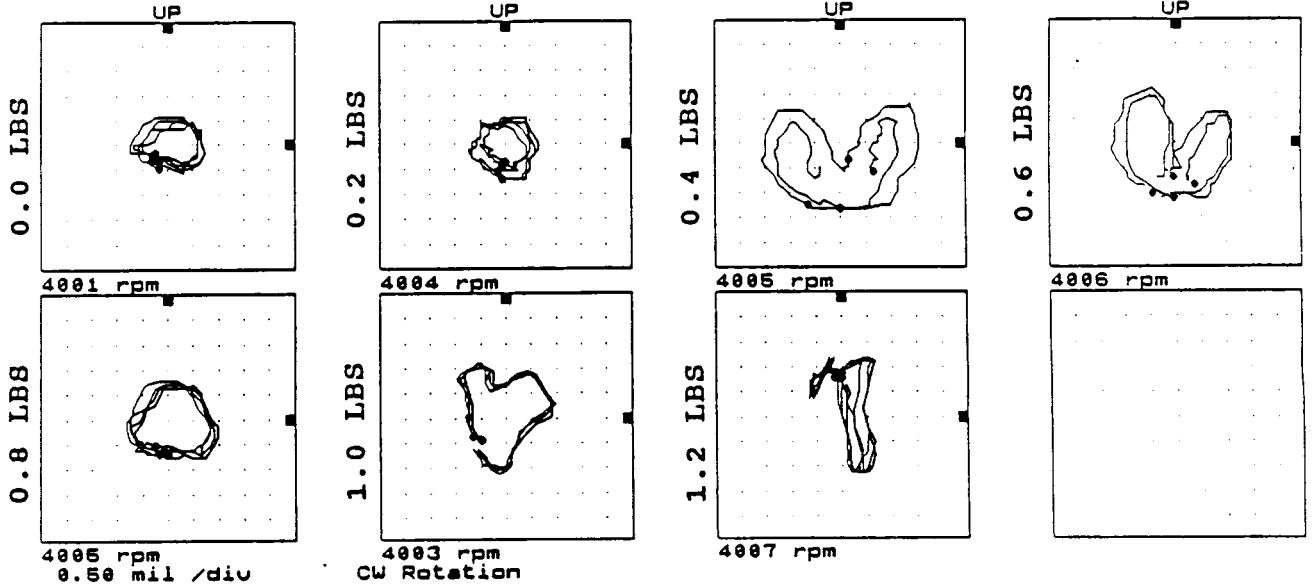 UP
UP
UP
UP
0.0 LBS
0.2 LBS
0.4 LBS
0.6 LBS
4001 rpm
4004 rpm
4005 rpm
4006 rpm
0.8 LBS
1.0 LBS
1.2 LBS
4005 rpm
4003 rpm
4007 rpm
0.50 mil /div
CW Rotation